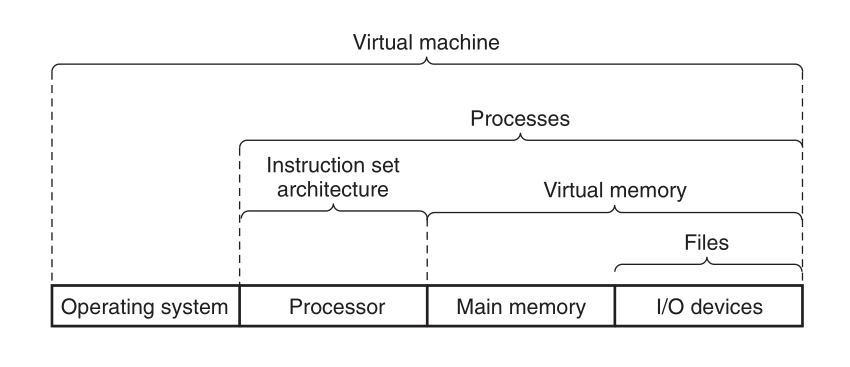 Virtual machine
Processes
Instruction set
architecture
Virtual memory
Files
Operating system
Processor
Main memory
I/O devices